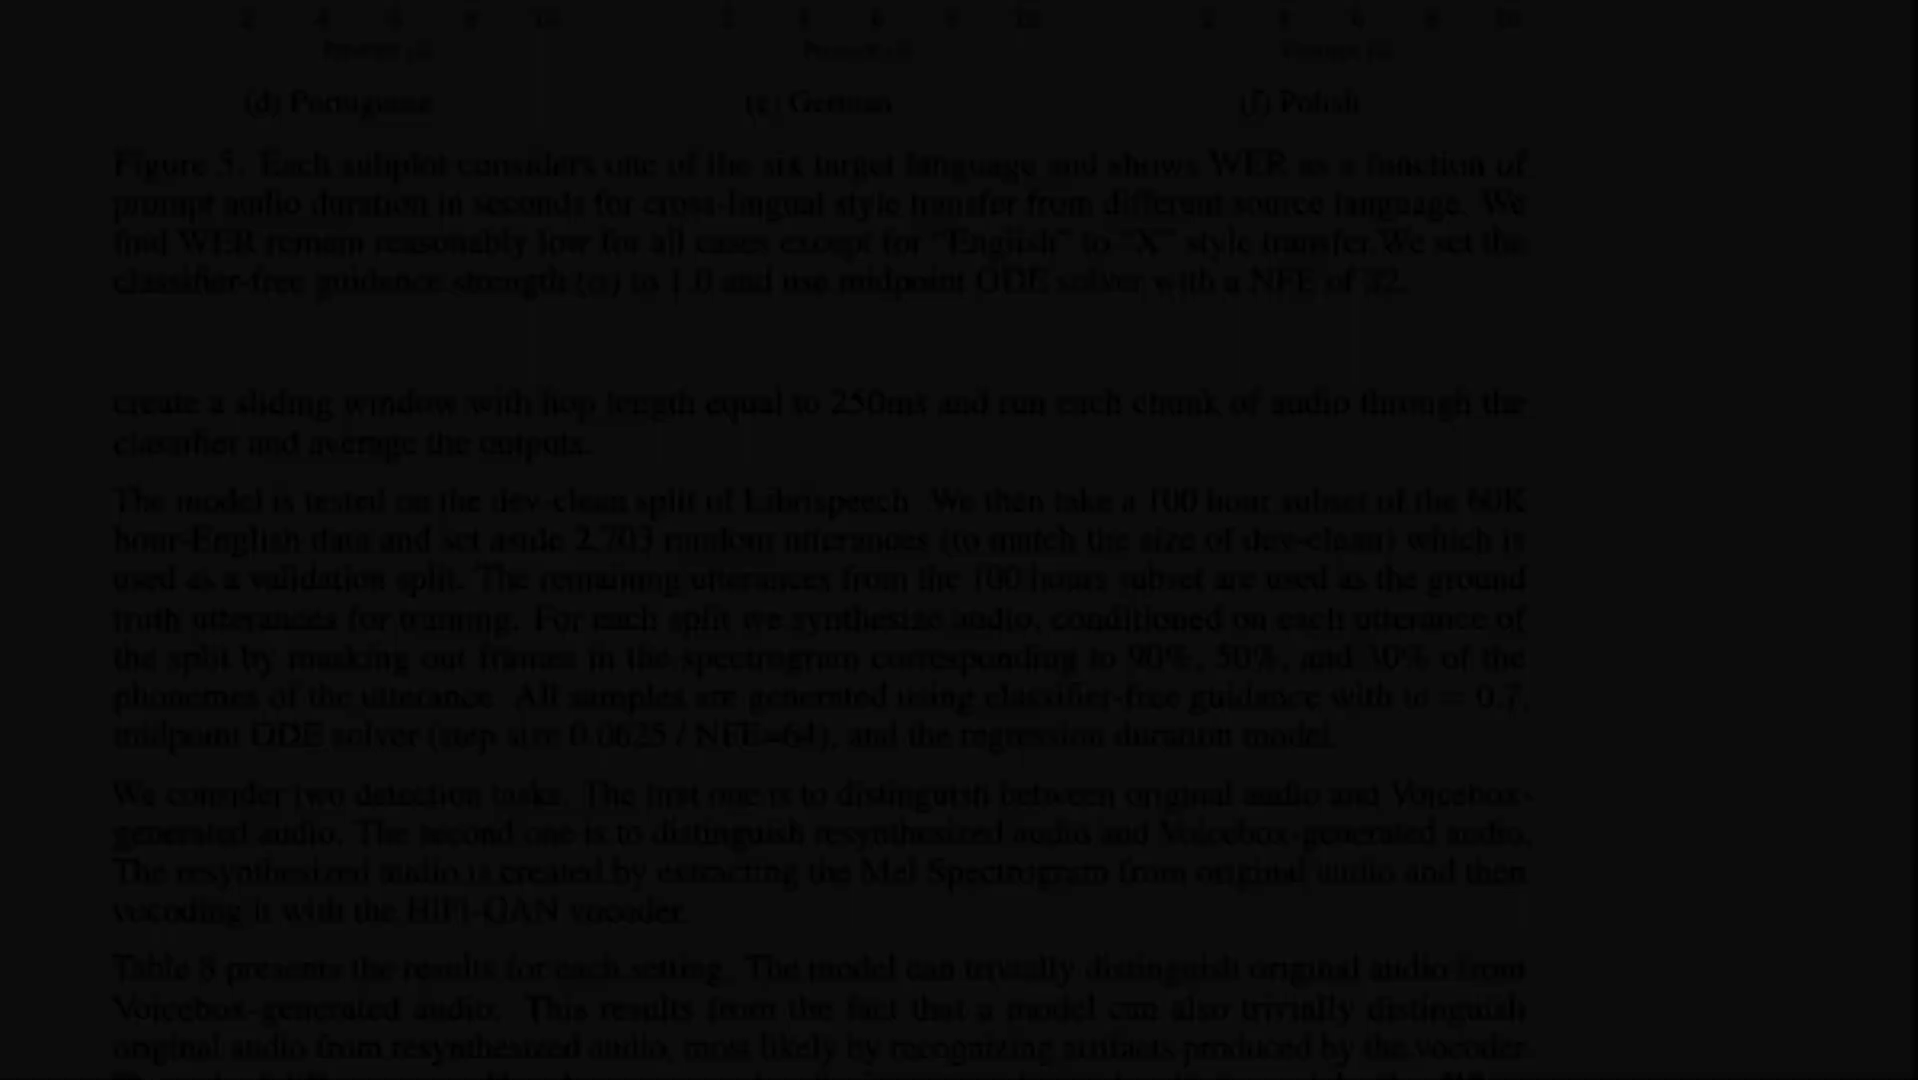 (d) Portuguese (e) German (f) Polish
Figure 5: Each subplot considers one of the six target language and shows WER as a function of
prompt audio duration in seconds for cross-lingual style transfer from different source language. We
find WER remain reasonably low for all cases except for "English" to "X" style transfer.We set the
classifier-free guidance strength (α) to 1.0 and use midpoint ODE solver with a NFE of 32.
create a sliding window with hop length equal to 250ms and run each chunk of audio through the
classifier and average the outputs.
The model is tested on the dev-clean split of Librispeech. We then take a 100 hour subset of the 60K
hour-English data and set aside 2,703 random utterances (to match the size of dev-clean) which is
used as a validation split. The remaining utterances from the 100 hours subset are used as the ground
truth utterances for training. For each split we synthesize audio, conditioned on each utterance of
the split by masking out frames in the spectrogram corresponding to 90%, 50%, and 30% of the
phonemes of the utterance. All samples are generated using classifier-free guidance with w = 0.7,
midpoint ODE solver (step size 0.0625 / NFE=64), and the regression duration model.
We consider two detection tasks. The first one is to distinguish between original audio and Voicebox-
generated audio. The second one is to distinguish resynthesized audio and Voicebox-generated audio.
The resynthesized audio is created by extracting the Mel Spectrogram from original audio and then
vocoding it with the HiFi-GAN vocoder.
Table 8 presents the results for each setting. The model can trivially distinguish original audio from
Voicebox-generated audio. This results from the fact that a model can also trivially distinguish
original audio from resynthesized audio, most likely by recognizing artifacts produced by the vocoder.